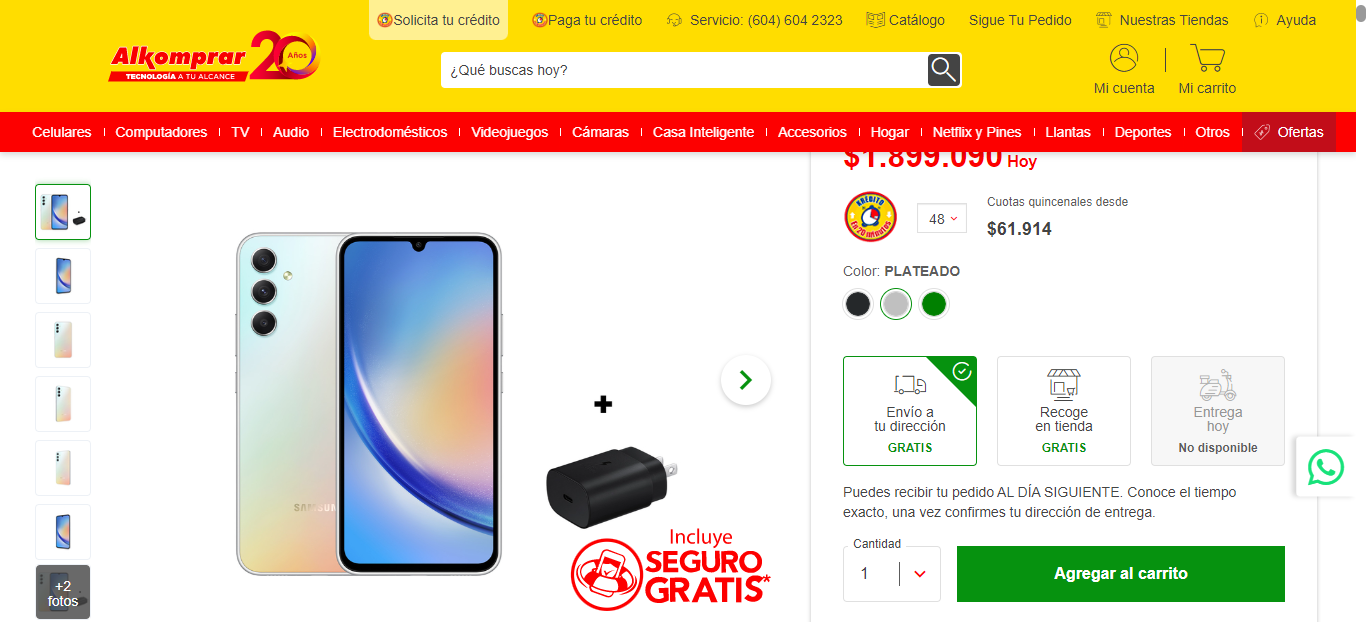 Solicita tu crédito
Paga tu crédito
Servicio: (604) 604 2323
Catálogo
Sigue Tu Pedido
Nuestras Tiendas
Ayuda
Alkomprar 20 Años
TECNOLOGÍA A TU ALCANCE
¿Qué buscas hoy?
Mi cuenta
Mi carrito
Celulares
Computadores
TV
Audio
Electrodomésticos
Videojuegos
Cámaras
Casa Inteligente
Accesorios
Hogar
Netflix y Pines
Llantas
Deportes
Otros
Ofertas
+2
fotos
SAMSUN
+
Incluye
SEGURO
GRATIS*
$1.899.090 Hoy
KRÉDITO
En 20 minutos
48
Cuotas quincenales desde
$61.914
Color: PLATEADO
Envío a
tu dirección
GRATIS
Recoge
en tienda
GRATIS
Entrega
hoy
No disponible
Puedes recibir tu pedido AL DÍA SIGUIENTE. Conoce el tiempo
exacto, una vez confirmes tu dirección de entrega.
Cantidad
1
Agregar al carrito